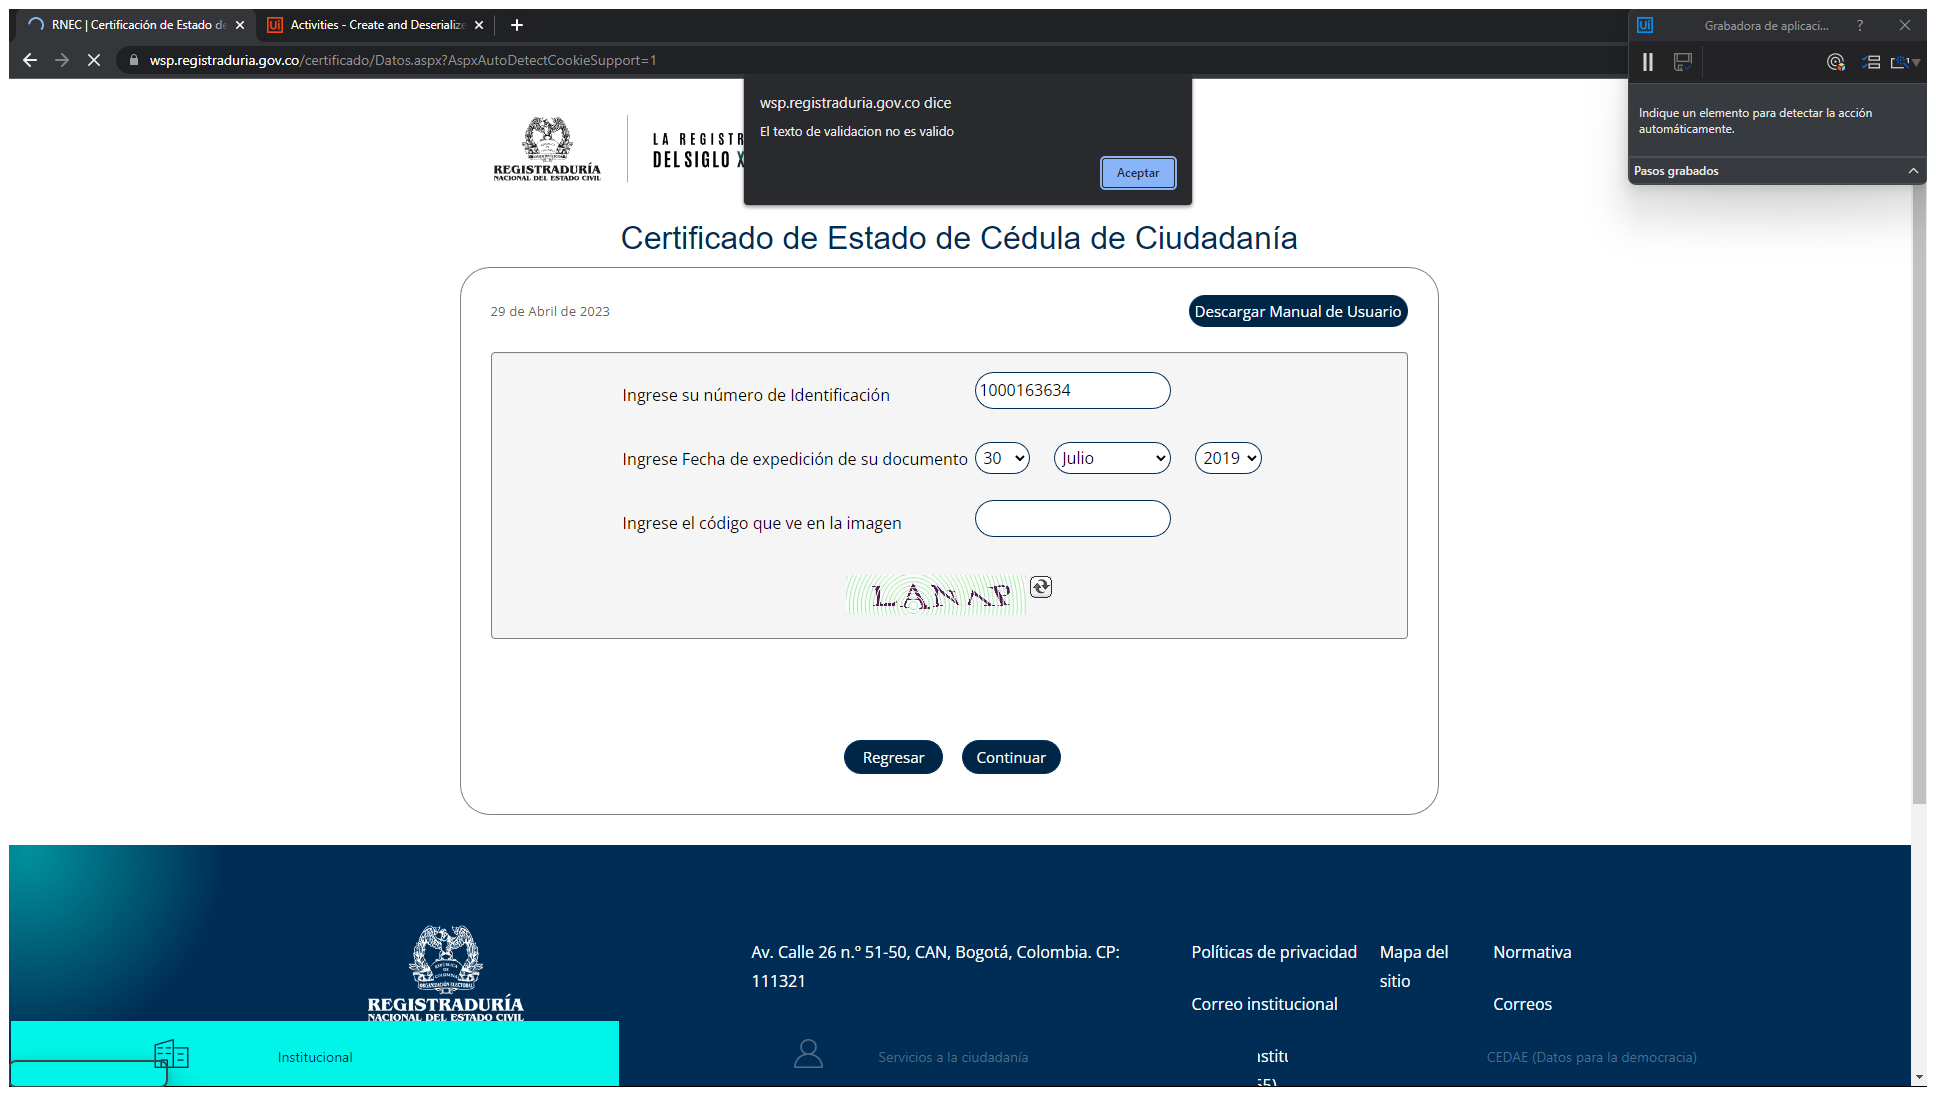 RNEC | Certificación de Estado de
Activities - Create and Deserialize
Grabadora de aplicaci...
wsp.registraduria.gov.co/certificado/Datos.aspx?AspxAutoDetectCookieSupport=1
wsp.registraduria.gov.co dice
El texto de validacion no es valido
Aceptar
Indique un elemento para detectar la acción
automáticamente.
Pasos grabados
REGISTRADURÍA
NACIONAL DEL ESTADO CIVIL
LA REGISTR
DEL SIGLO X
Certificado de Estado de Cédula de Ciudadanía
29 de Abril de 2023
Descargar Manual de Usuario
Ingrese su número de Identificación
1000163634
Ingrese Fecha de expedición de su documento
30
Julio
2019
Ingrese el código que ve en la imagen
LANAP
Regresar
Continuar
REGISTRADURÍA
NACIONAL DEL ESTADO CIVIL
Av. Calle 26 n.° 51-50, CAN, Bogotá, Colombia. CP:
111321
Políticas de privacidad
Mapa del
sitio
Normativa
Correo institucional
Correos
Institucional
Servicios a la ciudadanía
CEDAE (Datos para la democracia)